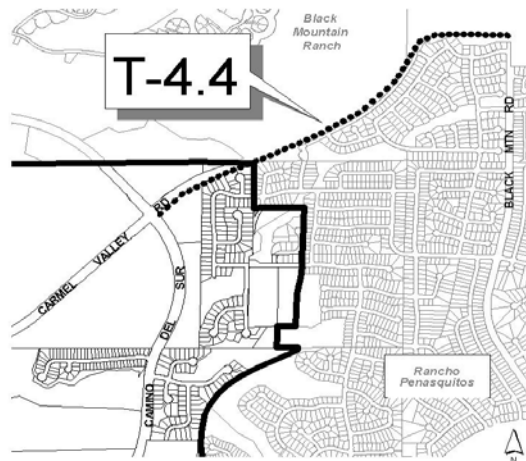 Black
Mountain
Ranch
T-4.4
BLACK MTN RD
CARMEL VALLEY RD
CAMINO DEL SUR
Rancho
Penasquitos
N